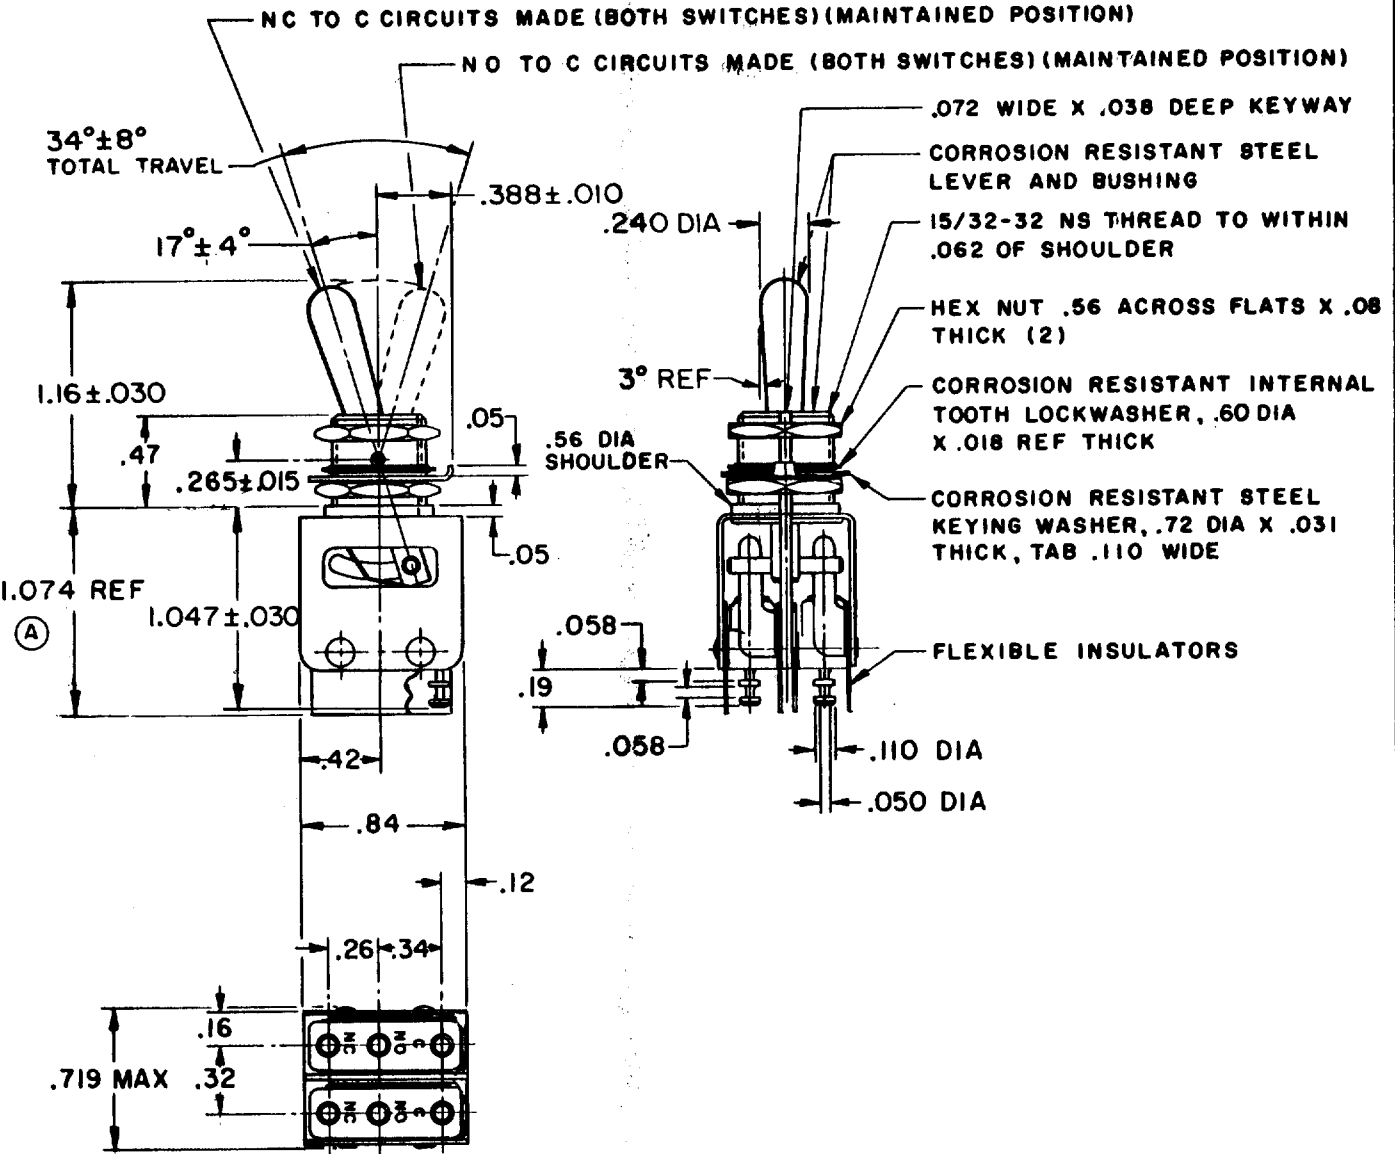 NC TO C CIRCUITS MADE (BOTH SWITCHES) (MAINTAINED POSITION)
NO TO C CIRCUITS MADE (BOTH SWITCHES) (MAINTAINED POSITION)
.072 WIDE X .038 DEEP KEYWAY
34°±8°
TOTAL TRAVEL
CORROSION RESISTANT STEEL
LEVER AND BUSHING
.388±.010
.240 DIA
15/32-32 NS THREAD TO WITHIN
.062 OF SHOULDER
17°±4°
HEX NUT .56 ACROSS FLATS X .08
THICK (2)
3° REF
1.16±.030
CORROSION RESISTANT INTERNAL
TOOTH LOCKWASHER, .60 DIA
X .018 REF THICK
.05
.47
.56 DIA
SHOULDER
.265±.015
CORROSION RESISTANT STEEL
KEYING WASHER, .72 DIA X .031
THICK, TAB .110 WIDE
.05
1.074 REF
A
1.047±.030
.058
FLEXIBLE INSULATORS
.19
.058
.42
.110 DIA
.050 DIA
.84
.12
.26
.34
.16
.719 MAX
.32
NC NO C
NC NO C